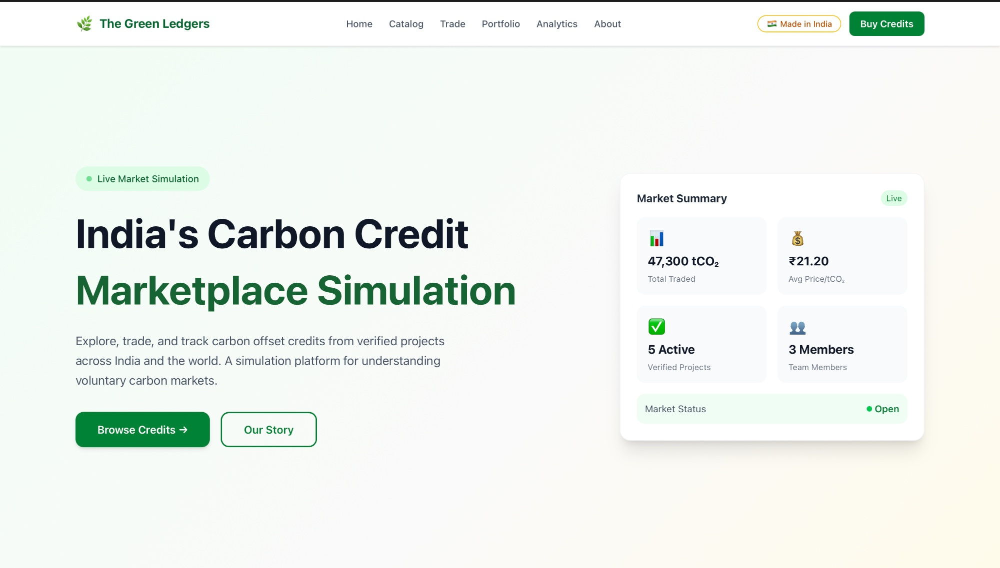 The Green Ledgers
Home Catalog Trade Portfolio Analytics About
Made in India
Buy Credits
Live Market Simulation
India's Carbon Credit
Marketplace Simulation
Explore, trade, and track carbon offset credits from verified projects
across India and the world. A simulation platform for understanding
voluntary carbon markets.
Browse Credits →
Our Story
Market Summary
Live
47,300 tCO₂
Total Traded
₹21.20
Avg Price/tCO₂
5 Active
Verified Projects
3 Members
Team Members
Market Status
Open